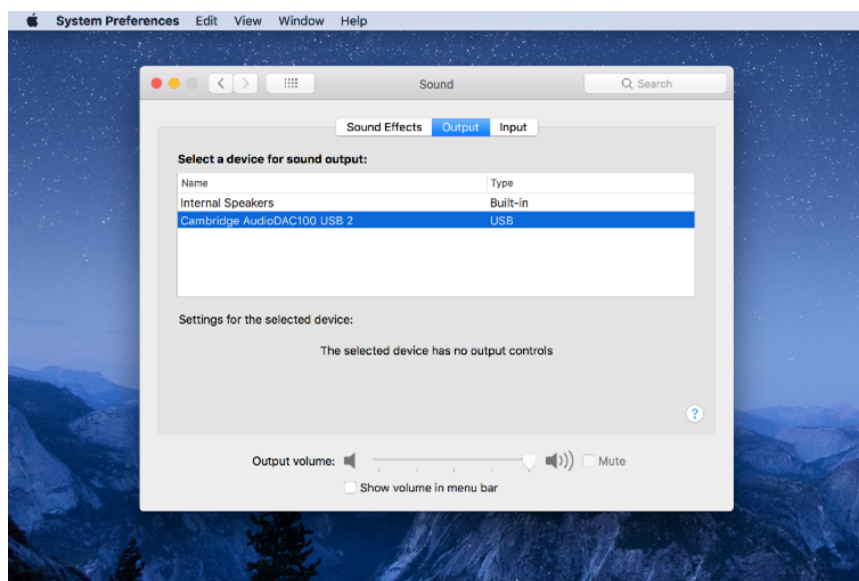 System Preferences Edit View Window Help
Sound
Search
Sound Effects Output Input
Select a device for sound output:
Name Type
Internal Speakers Built-in
Cambridge AudioDAC100 USB 2 USB
Settings for the selected device:
The selected device has no output controls
?
Output volume: Mute
Show volume in menu bar